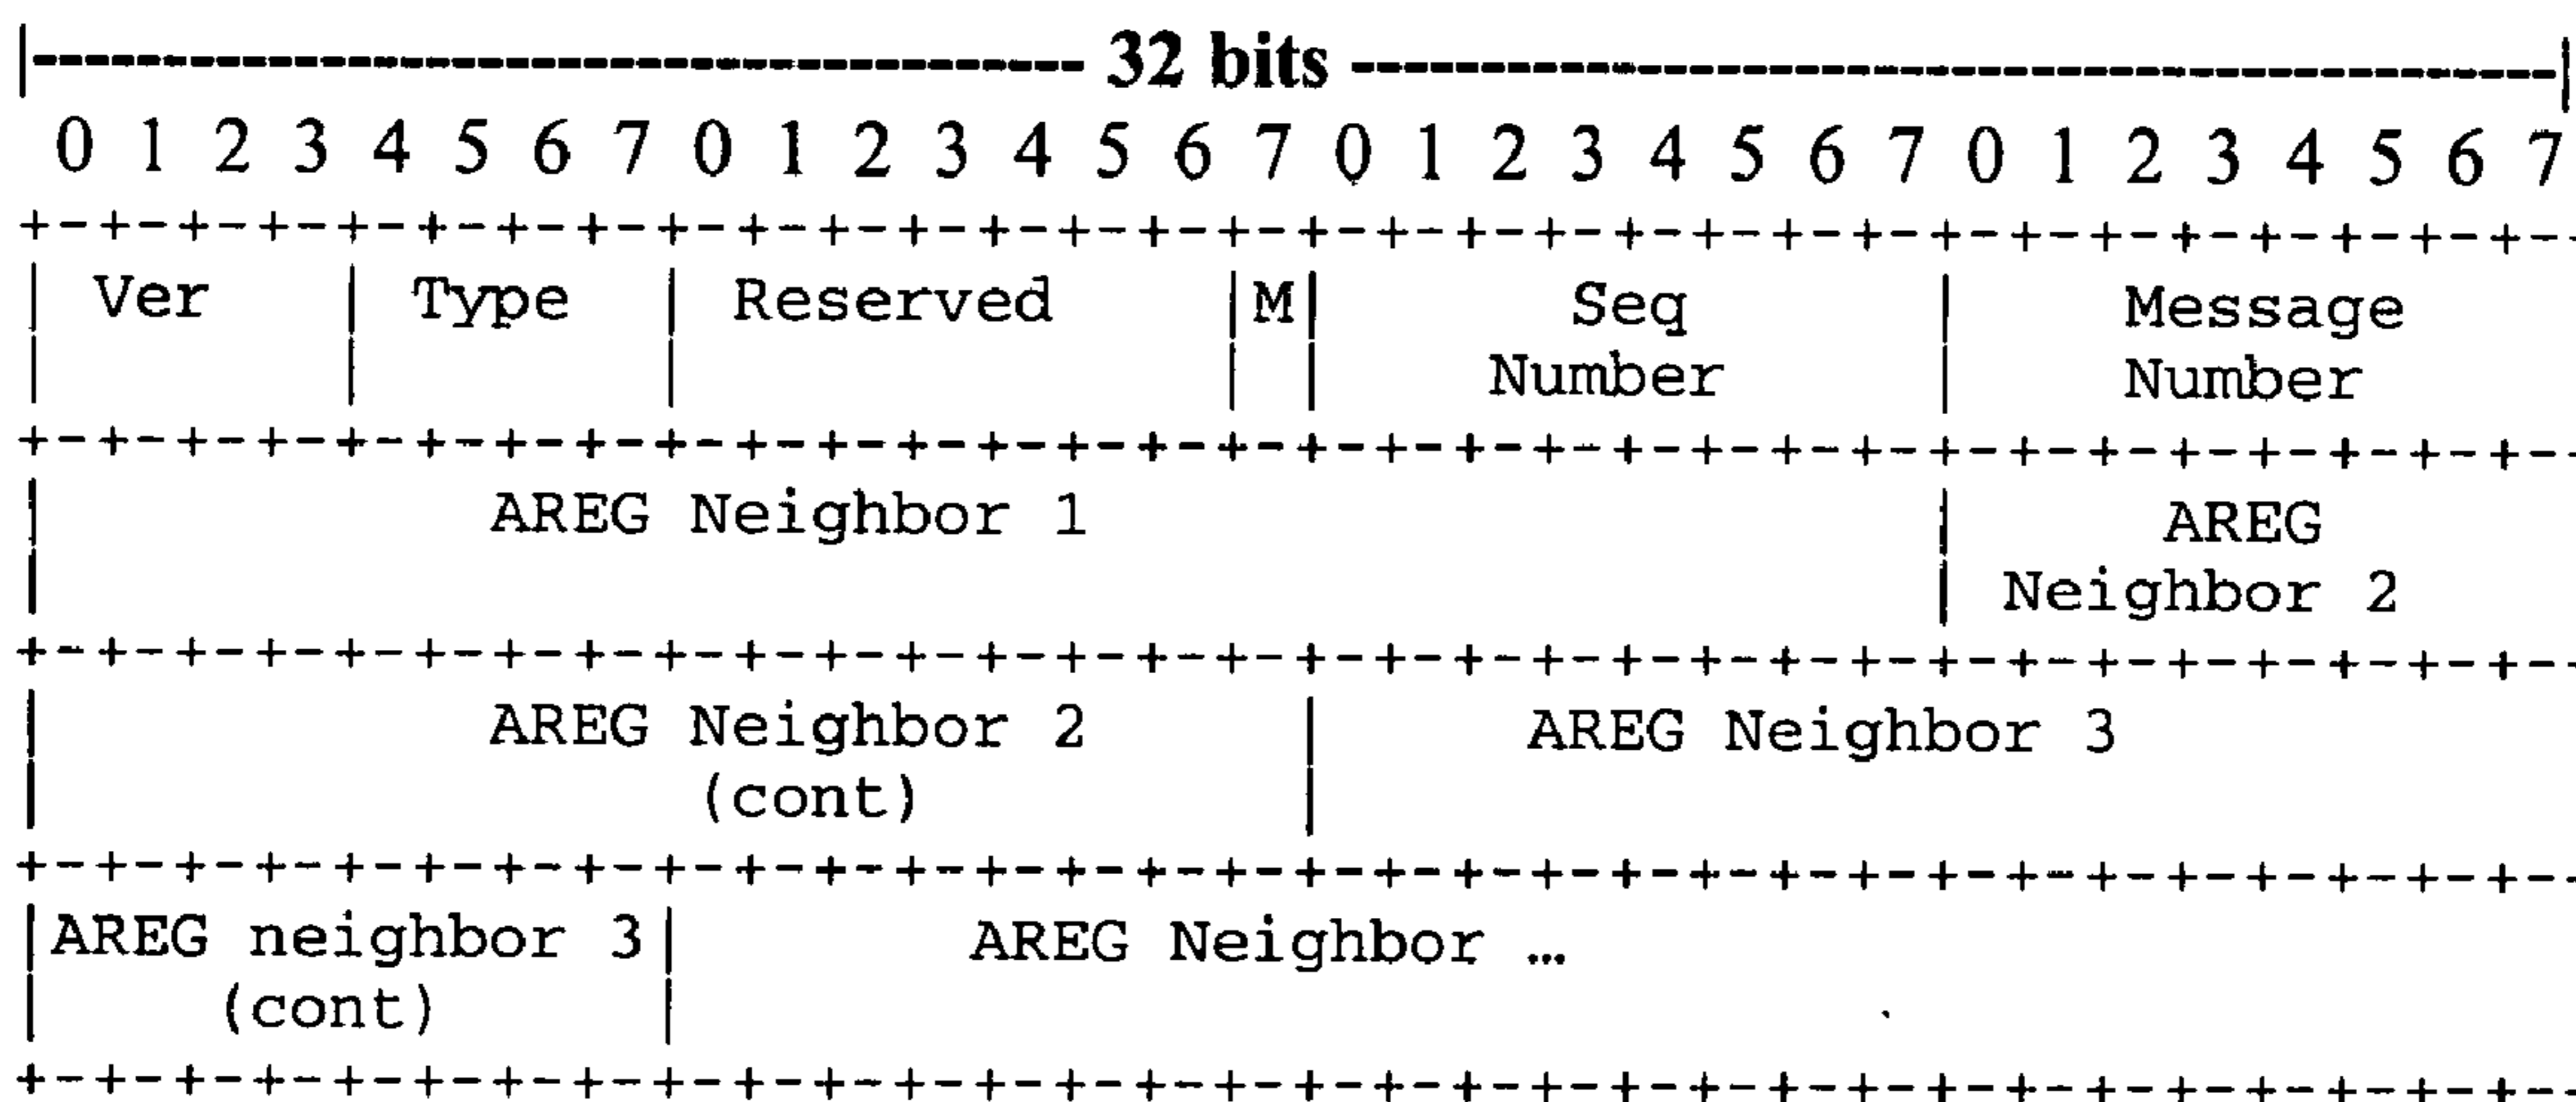 |---------------------------------------- 32 bits -----------------------------------------------|
0 1 2 3 4 5 6 7 0 1 2 3 4 5 6 7 0 1 2 3 4 5 6 7 0 1 2 3 4 5 6 7
+-+-+-+-+-+-+-+-+-+-+-+-+-+-+-+-+-+-+-+-+-+-+-+-+-+-+-+-+-+-+-+-
| Ver | Type | Reserved |M| Seq | Message
| | | | | Number | Number
+-+-+-+-+-+-+-+-+-+-+-+-+-+-+-+-+-+-+-+-+-+-+-+-+-+-+-+-+-+-+-+-
| AREG Neighbor 1 | AREG
| | Neighbor 2
+-+-+-+-+-+-+-+-+-+-+-+-+-+-+-+-+-+-+-+-+-+-+-+-+-+-+-+-+-+-+-+-
| AREG Neighbor 2 | AREG Neighbor 3
| (cont) |
+-+-+-+-+-+-+-+-+-+-+-+-+-+-+-+-+-+-+-+-+-+-+-+-+-+-+-+-+-+-+-+-
|AREG neighbor 3| AREG Neighbor …
| (cont) |
+-+-+-+-+-+-+-+-+-+-+-+-+-+-+-+-+-+-+-+-+-+-+-+-+-+-+-+-+-+-+-+-